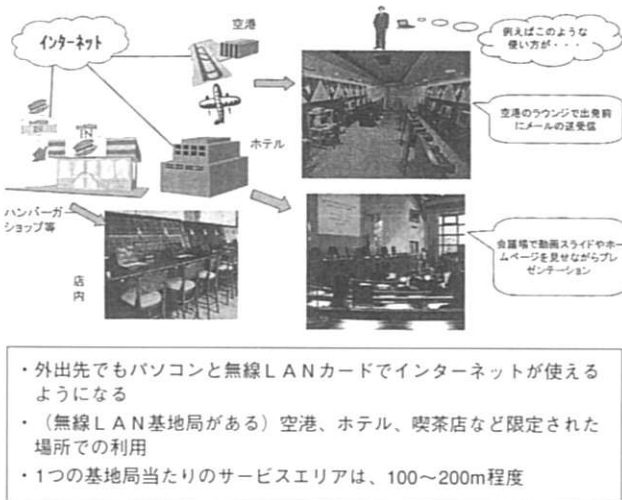 インターネット
空港
例えばこのような
使い方が・・・
空港のラウンジで出発前
にメールの送受信
ホテル
IN
ハンバーガー
ショップ等
店
内
会議場で動画スライドやホー
ムページを見せながらプレ
ゼンテーション
・外出先でもパソコンと無線ＬＡＮカードでインターネットが使える
ようになる
・（無線ＬＡＮ基地局がある）空港、ホテル、喫茶店など限定された
場所での利用
・1つの基地局当たりのサービスエリアは、100〜200m程度